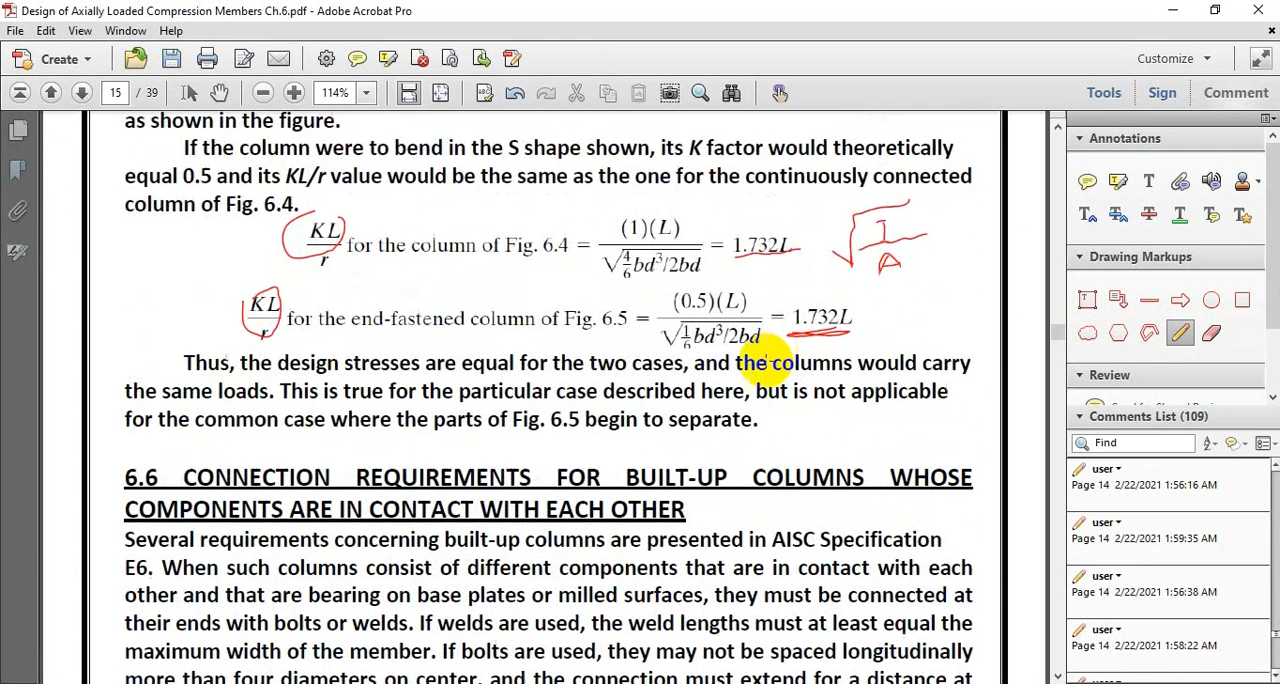 Design of Axially Loaded Compression Members Ch.6.pdf - Adobe Acrobat Pro
File Edit View Window Help
Create
Customize
15 / 39
114%
Tools Sign Comment
as shown in the figure.
If the column were to bend in the S shape shown, its K factor would theoretically
equal 0.5 and its KL/r value would be the same as the one for the continuously connected
column of Fig. 6.4.
KL/r for the column of Fig. 6.4 = (1)(L)/√(4/6 bd³/2bd) = 1.732L √(I/A)
KL/r for the end-fastened column of Fig. 6.5 = (0.5)(L)/√(1/6 bd³/2bd) = 1.732L
Thus, the design stresses are equal for the two cases, and the columns would carry
the same loads. This is true for the particular case described here, but is not applicable
for the common case where the parts of Fig. 6.5 begin to separate.
6.6 CONNECTION REQUIREMENTS FOR BUILT-UP COLUMNS WHOSE
COMPONENTS ARE IN CONTACT WITH EACH OTHER
Several requirements concerning built-up columns are presented in AISC Specification
E6. When such columns consist of different components that are in contact with each
other and that are bearing on base plates or milled surfaces, they must be connected at
their ends with bolts or welds. If welds are used, the weld lengths must at least equal the
maximum width of the member. If bolts are used, they may not be spaced longitudinally
more than four diameters on center, and the connection must extend for a distance at
Annotations
Drawing Markups
Review
Comments List (109)
Find
user
Page 14 2/22/2021 1:56:16 AM
user
Page 14 2/22/2021 1:59:35 AM
user
Page 14 2/22/2021 1:56:38 AM
user
Page 14 2/22/2021 1:58:22 AM